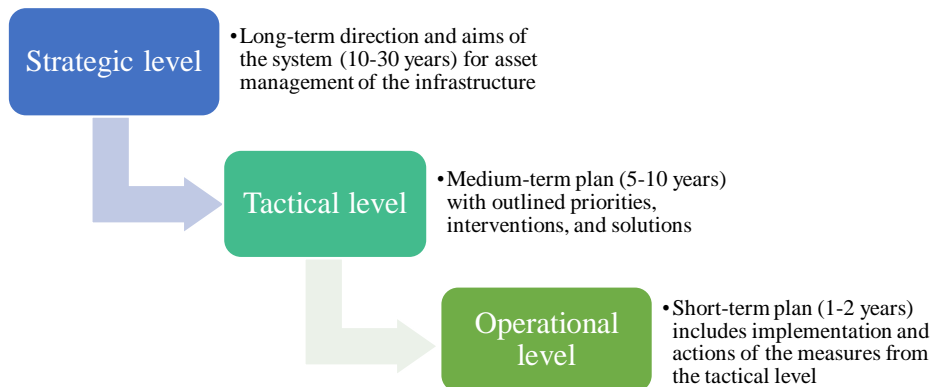 Strategic level
•Long-term direction and aims of
the system (10-30 years) for asset
management of the infrastructure
Tactical level
•Medium-term plan (5-10 years)
with outlined priorities,
interventions, and solutions
Operational
level
•Short-term plan (1-2 years)
includes implementation and
actions of the measures from
the tactical level